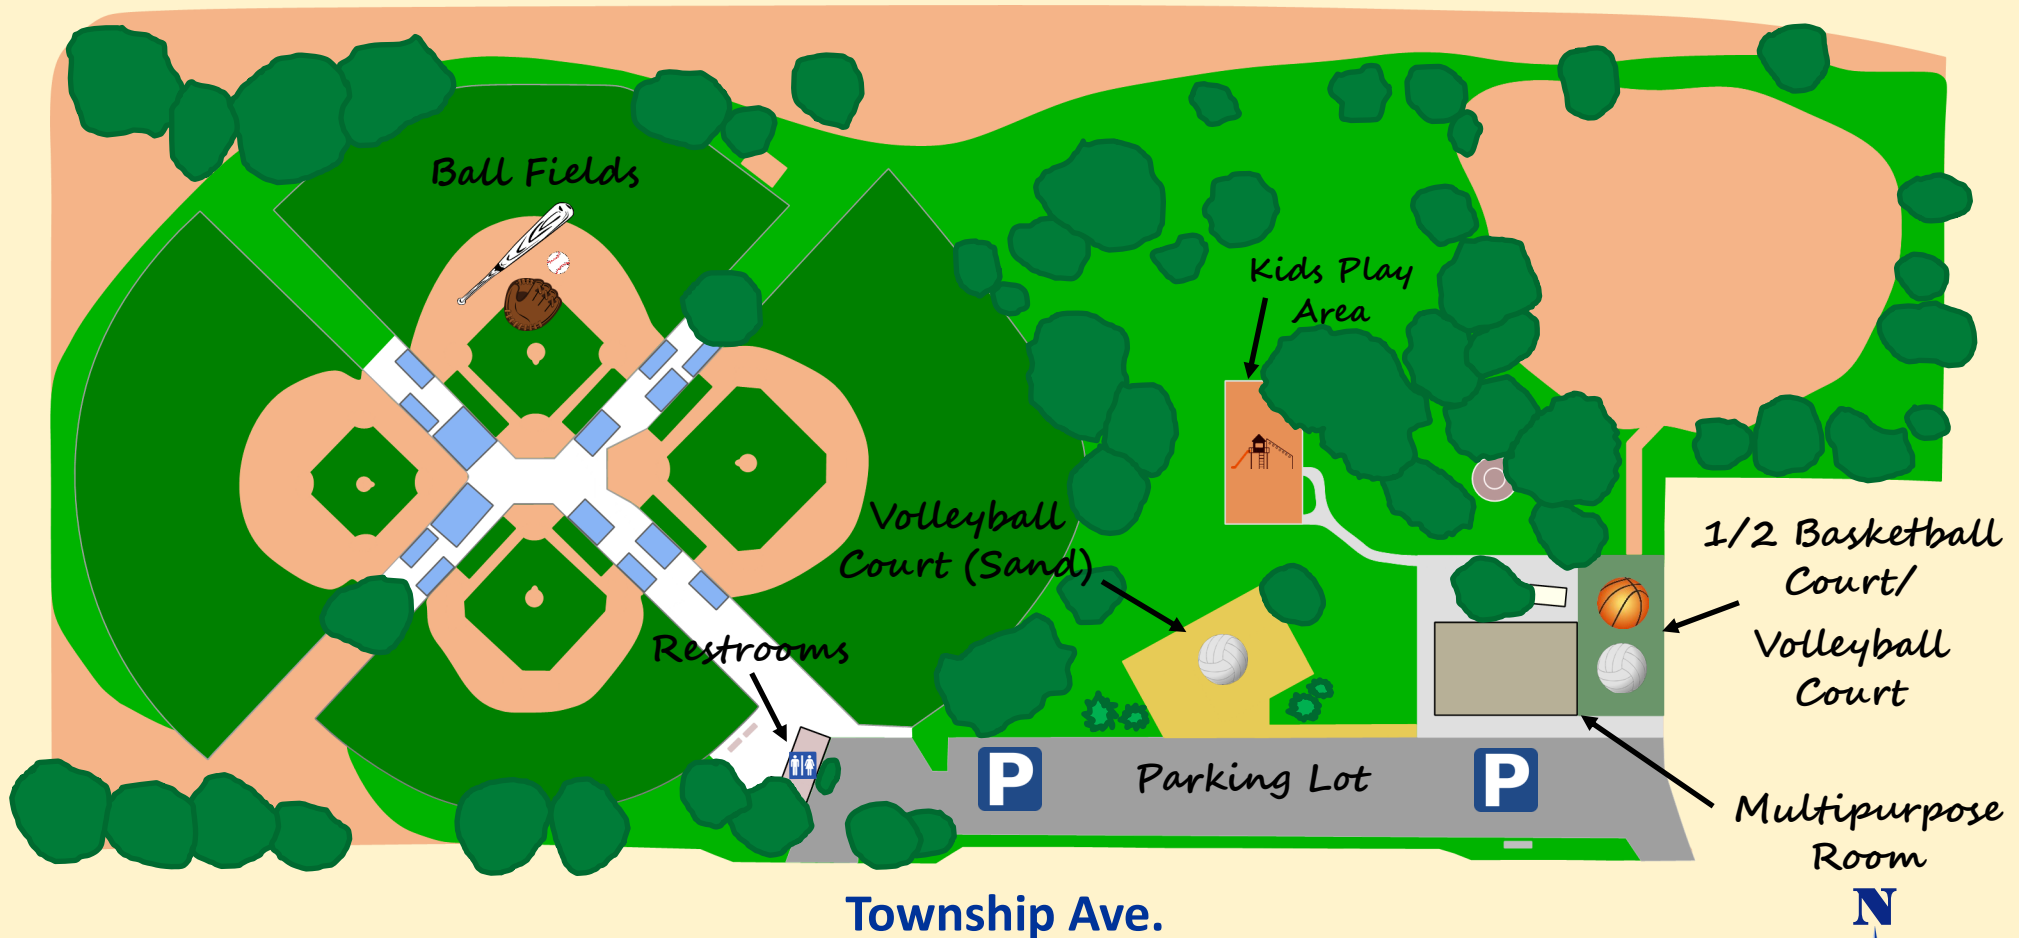 Ball Fields
Kids Play
Area
Volleyball
Court (Sand)
1/2 Basketball
Court/
Volleyball
Court
Restrooms
P
Parking Lot
P
Multipurpose
Room
Township Ave.
N